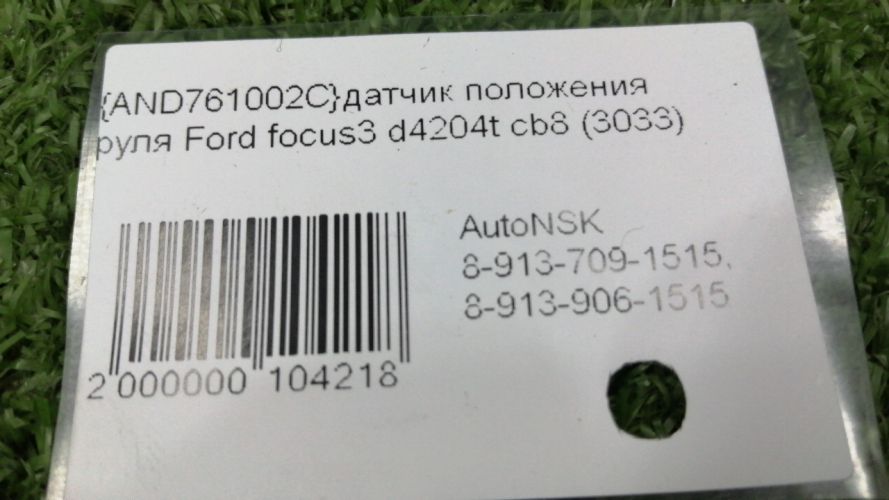 {AND761002C}датчик положения
руля Ford focus3 d4204t cb8 (3033)
AutoNSK
8-913-709-1515,
8-913-906-1515
2 000000 104218